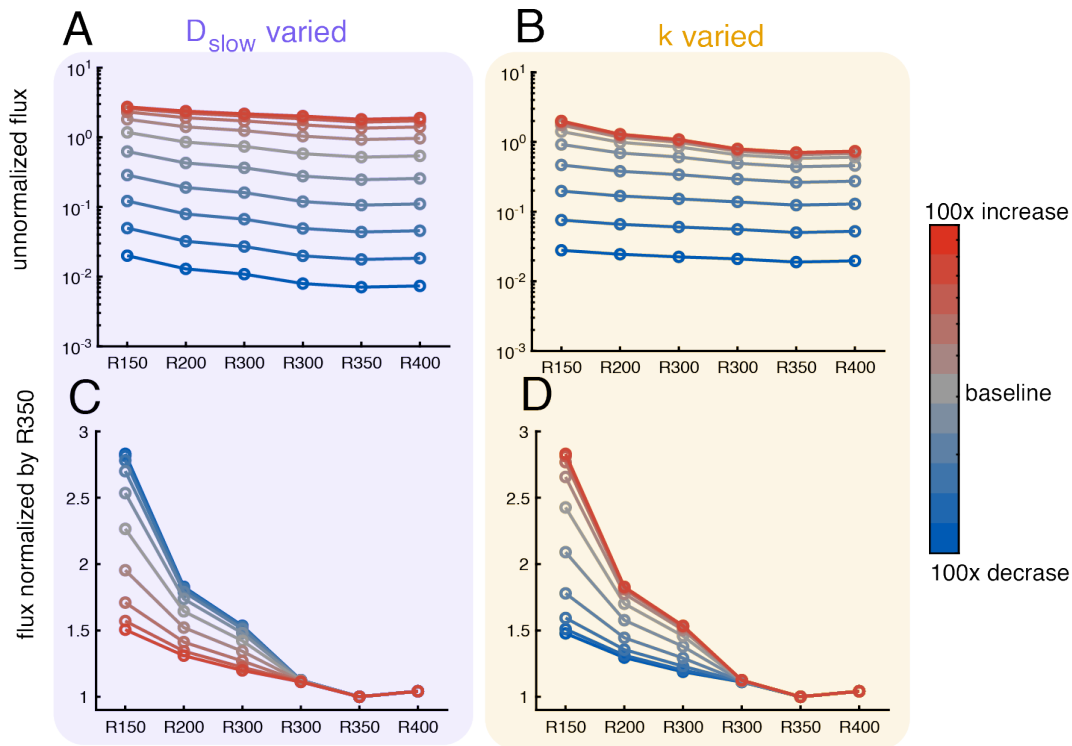 A
D_slow varied
B
k varied
unnormalized flux
10^1
10^0
10^-1
10^-2
10^-3
R150 R200 R300 R300 R350 R400
10^1
10^0
10^-1
10^-2
10^-3
R150 R200 R300 R300 R350 R400
100x increase
baseline
100x decrase
flux normalized by R350
C
3
2.5
2
1.5
1
R150 R200 R300 R300 R350 R400
D
3
2.5
2
1.5
1
R150 R200 R300 R300 R350 R400